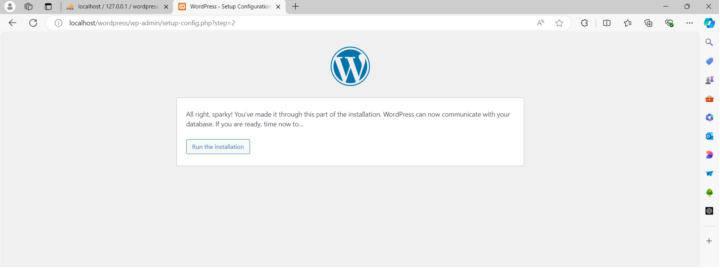 localhost / 127.0.0.1 / wordpress
WordPress › Setup Configuration
localhost/wordpress/wp-admin/setup-config.php?step=2
All right, sparky! You've made it through this part of the installation. WordPress can now communicate with your
database. If you are ready, time now to…
Run the installation